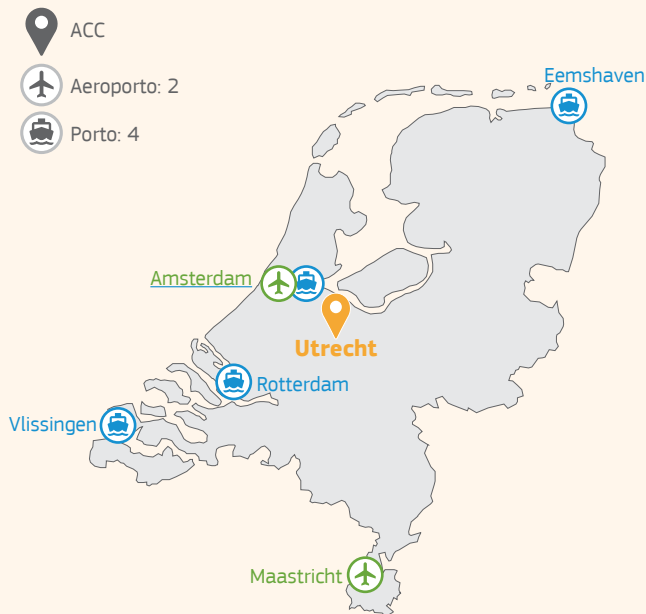 ACC
Aeroporto: 2
Porto: 4
Eemshaven
Amsterdam
Utrecht
Rotterdam
Vlissingen
Maastricht